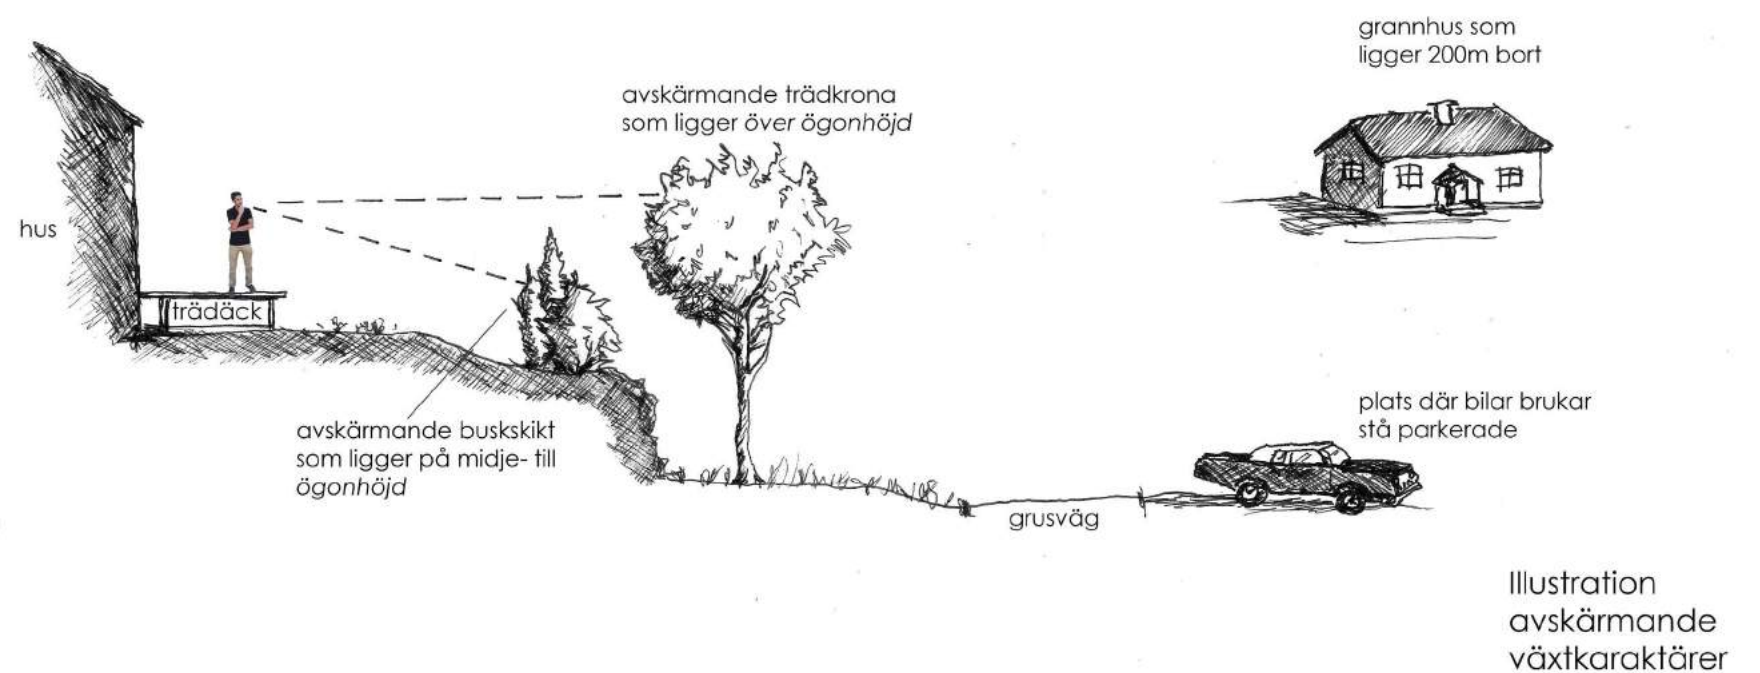 grannhus som
ligger 200m bort
avskärmande trädkrona
som ligger över ögonhöjd
hus
trädäck
avskärmande buskskikt
som ligger på midje- till
ögonhöjd
plats där bilar brukar
stå parkerade
grusväg
Illustration
avskärmande
växtkaraktärer